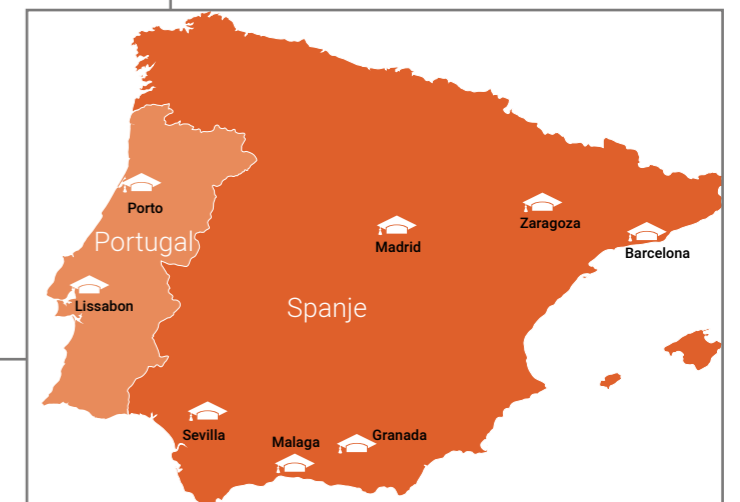 Porto
Portugal
Lissabon
Madrid
Zaragoza
Barcelona
Spanje
Sevilla
Malaga
Granada